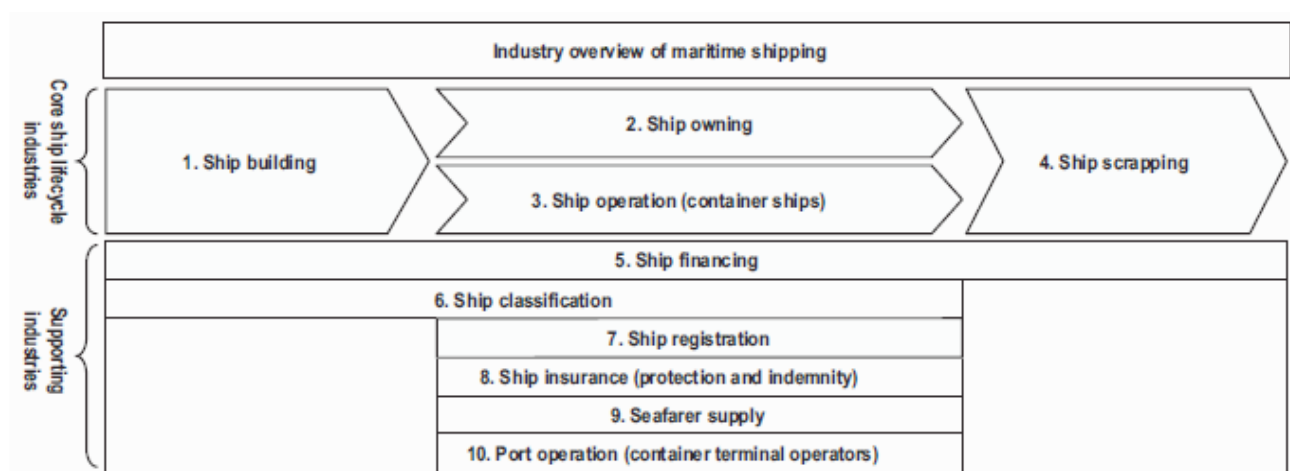 Industry overview of maritime shipping
Core ship lifecycle
industries
1. Ship building
2. Ship owning
3. Ship operation (container ships)
4. Ship scrapping
Supporting
industries
5. Ship financing
6. Ship classification
7. Ship registration
8. Ship insurance (protection and indemnity)
9. Seafarer supply
10. Port operation (container terminal operators)